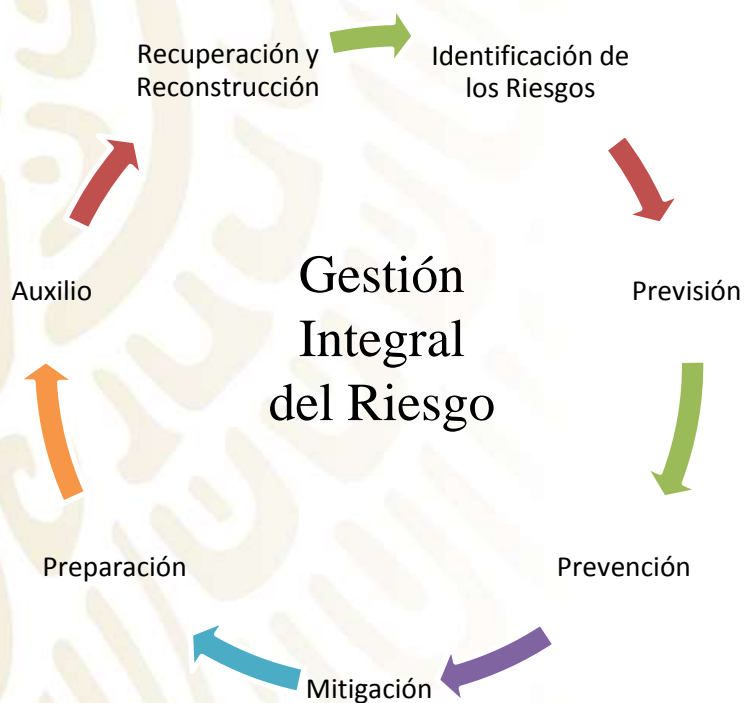 Recuperación y
Reconstrucción
Identificación de
los Riesgos
Auxilio
Gestión
Integral
del Riesgo
Previsión
Preparación
Prevención
Mitigación